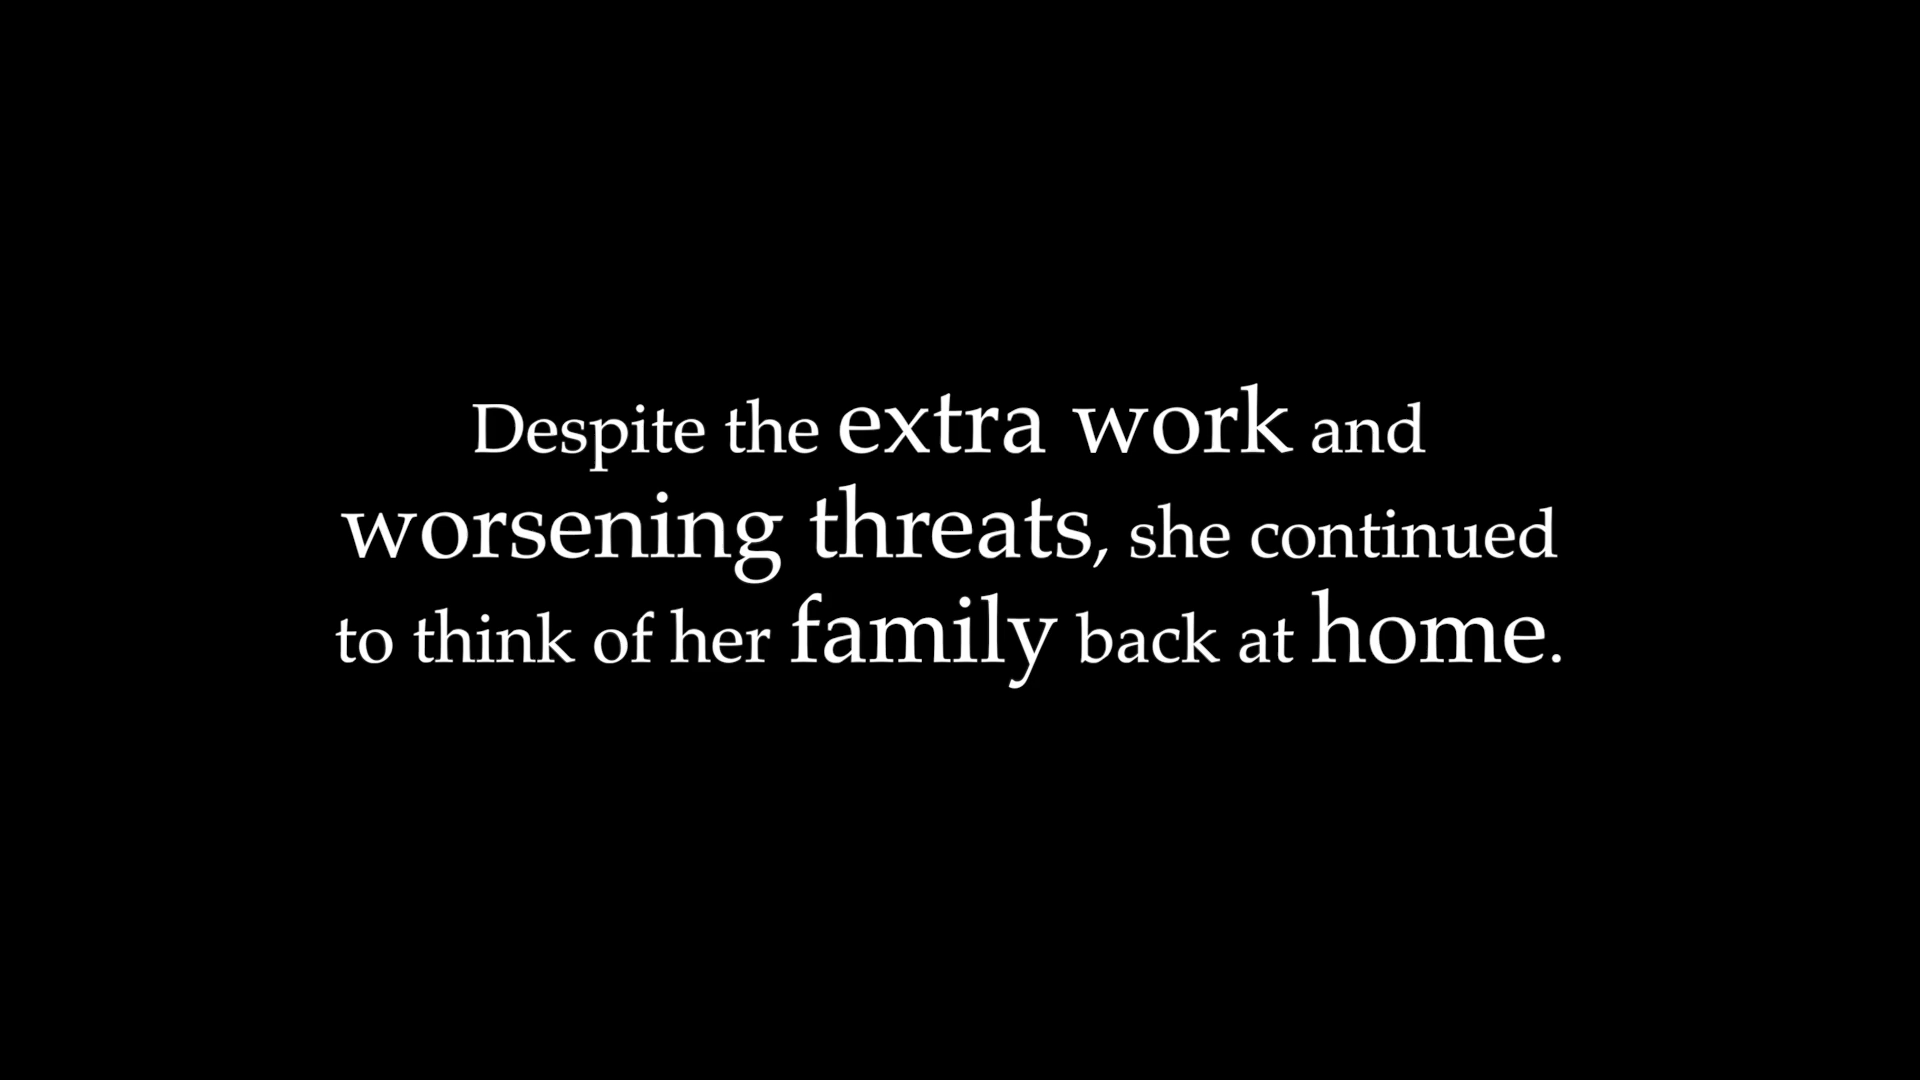 Despite the extra work and
worsening threats, she continued
to think of her family back at home.